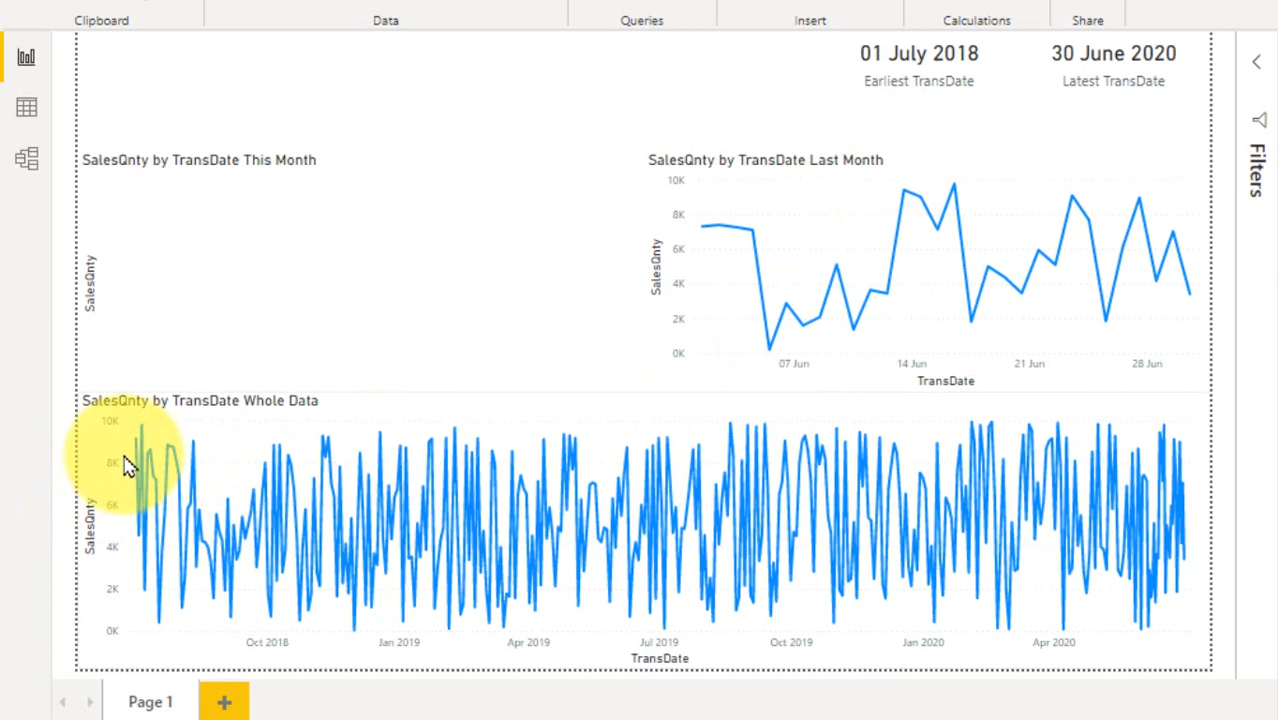 Clipboard Data Queries Insert Calculations Share
01 July 2018 30 June 2020
Earliest TransDate Latest TransDate
Filters
SalesQnty by TransDate This Month
SalesQnty
SalesQnty by TransDate Last Month
10K
8K
6K
4K
2K
0K
SalesQnty
07 Jun 14 Jun 21 Jun 28 Jun
TransDate
SalesQnty by TransDate Whole Data
10K
8K
6K
4K
2K
0K
SalesQnty
Oct 2018 Jan 2019 Apr 2019 Jul 2019 Oct 2019 Jan 2020 Apr 2020
TransDate
Page 1